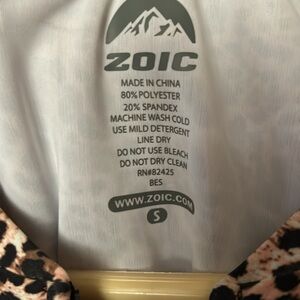 ZOIC
MADE IN CHINA
80% POLYESTER
20% SPANDEX
MACHINE WASH COLD
USE MILD DETERGENT
LINE DRY
DO NOT USE BLEACH
DO NOT DRY CLEAN
RN#82425
BES
WWW.ZOIC.COM
S